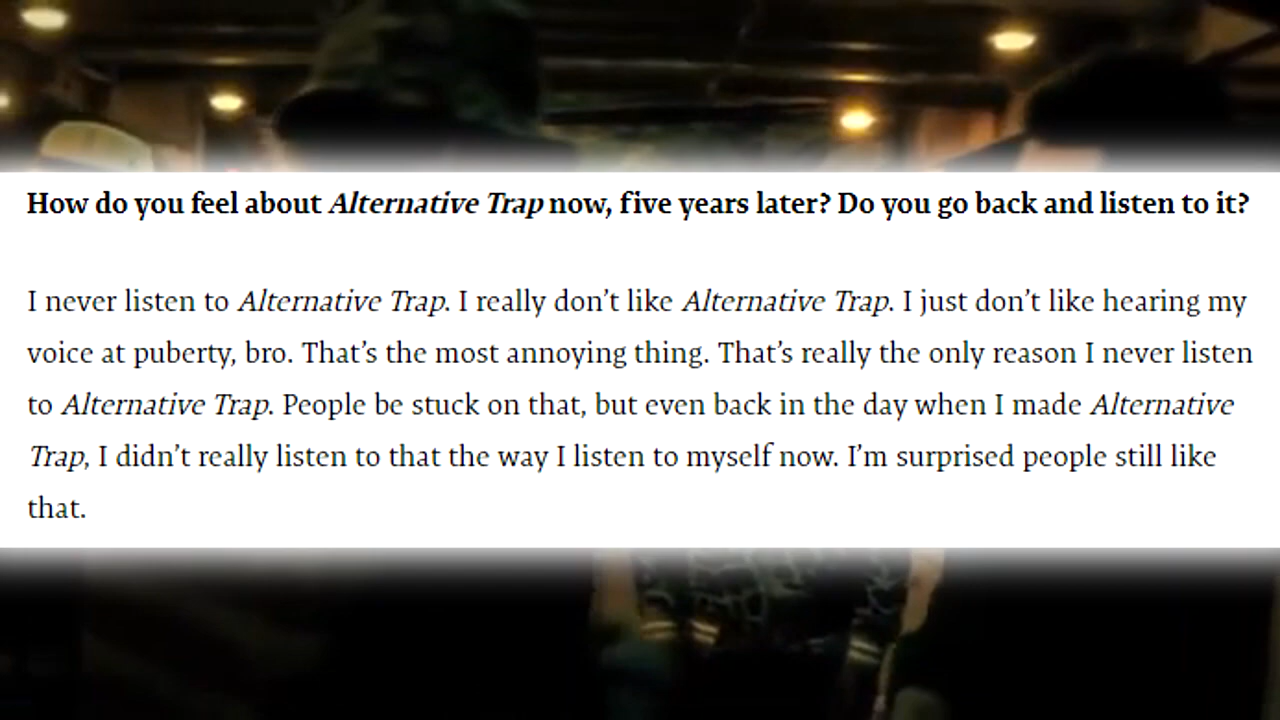 How do you feel about Alternative Trap now, five years later? Do you go back and listen to it?
I never listen to Alternative Trap. I really don’t like Alternative Trap. I just don’t like hearing my
voice at puberty, bro. That’s the most annoying thing. That’s really the only reason I never listen
to Alternative Trap. People be stuck on that, but even back in the day when I made Alternative
Trap, I didn’t really listen to that the way I listen to myself now. I’m surprised people still like
that.